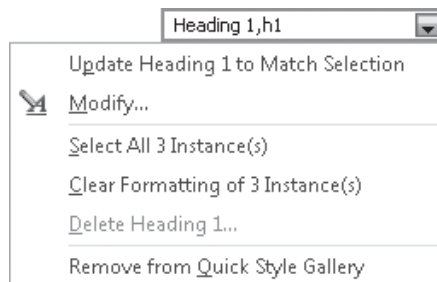 Heading 1,h1
Update Heading 1 to Match Selection
Modify...
Select All 3 Instance(s)
Clear Formatting of 3 Instance(s)
Delete Heading 1...
Remove from Quick Style Gallery